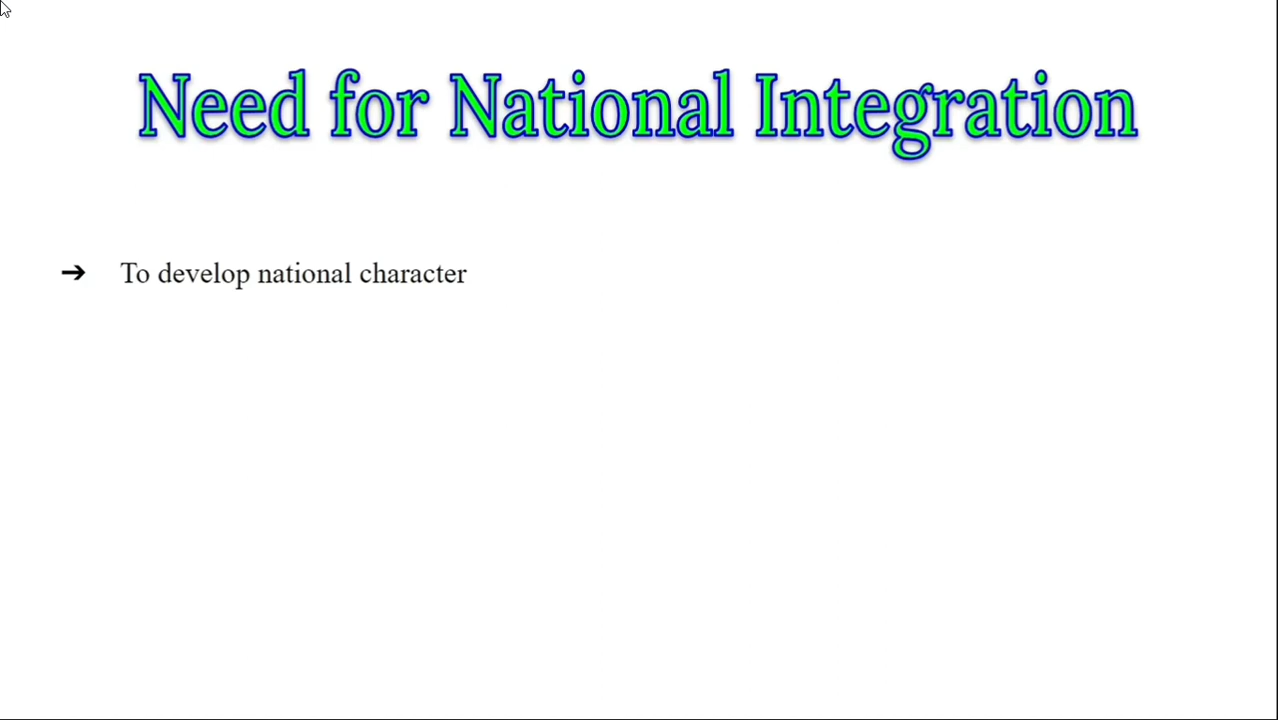 Need for National Integration
➔ To develop national character